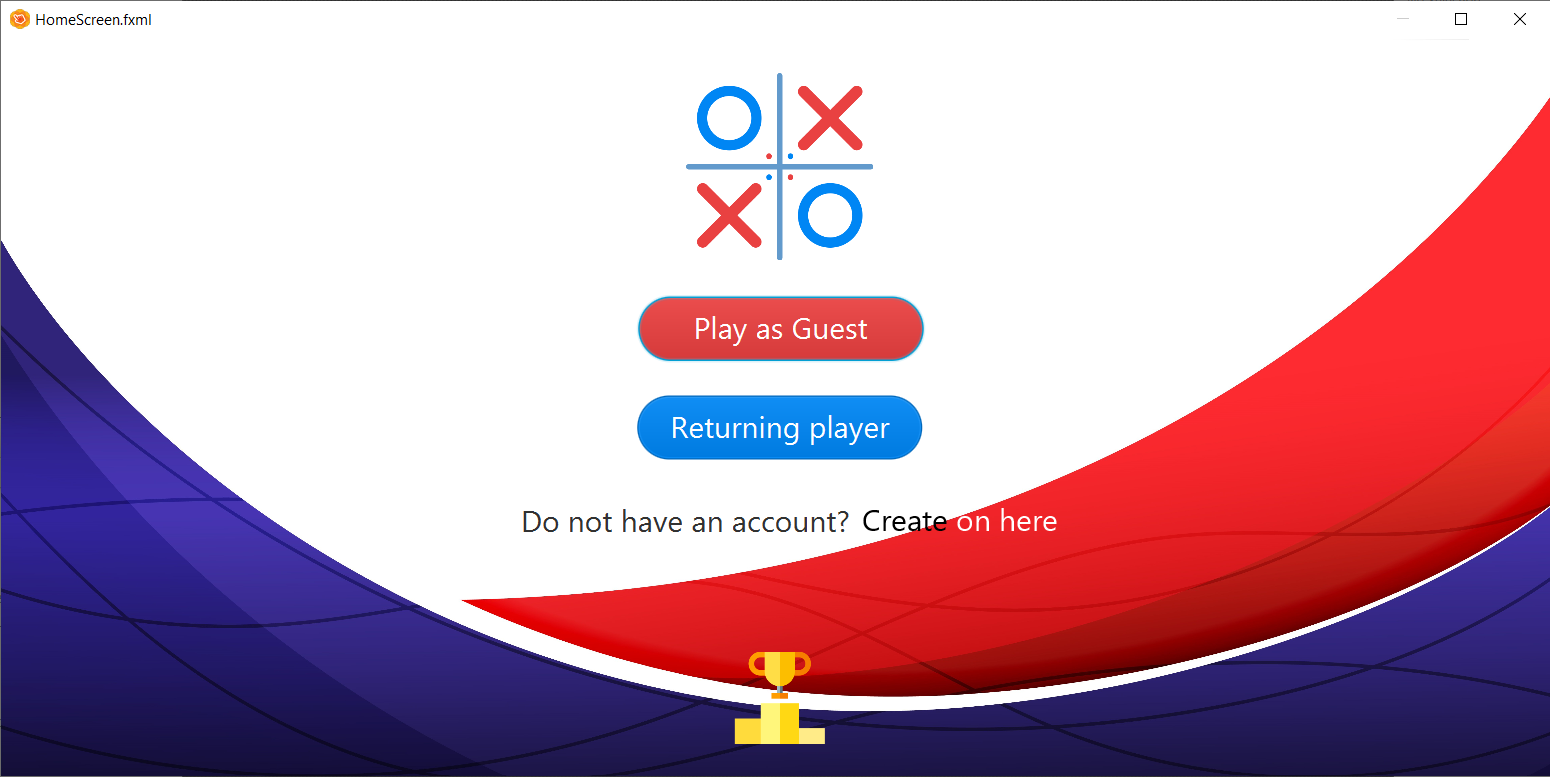 HomeScreen.fxml
Play as Guest
Returning player
Do not have an account? Create on here